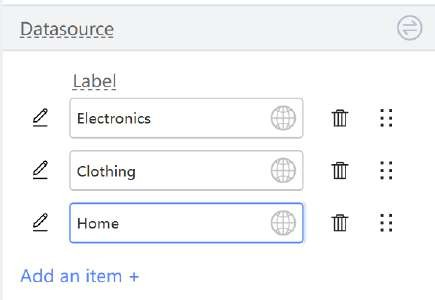 Datasource
Label
Electronics
Clothing
Home
Add an item +